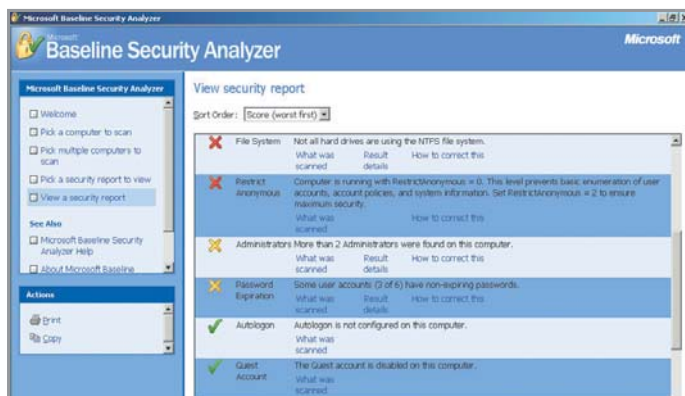 Microsoft Baseline Security Analyzer
Microsoft
Baseline Security Analyzer
Microsoft
Microsoft Baseline Security Analyzer
Welcome
Pick a computer to scan
Pick multiple computers to
scan
Pick a security report to view
View a security report
See Also
Microsoft Baseline Security
Analyzer Help
About Microsoft Baseline
Actions
Print
Copy
View security report
Sort Order: Score (worst first)
File System Not all hard drives are using the NTFS file system.
What was Result How to correct this
scanned details
Restrict Computer is running with RestrictAnonymous = 0. This level prevents basic enumeration of user
Anonymous accounts, account policies, and system information. Set RestrictAnonymous = 2 to ensure
maximum security.
What was How to correct this
scanned
Administrators More than 2 Administrators were found on this computer.
What was Result How to correct this
scanned details
Password Some user accounts (3 of 6) have non-expiring passwords.
Expiration What was Result How to correct this
scanned details
Autologon Autologon is not configured on this computer.
What was
scanned
Guest The Guest account is disabled on this computer.
Account What was
scanned